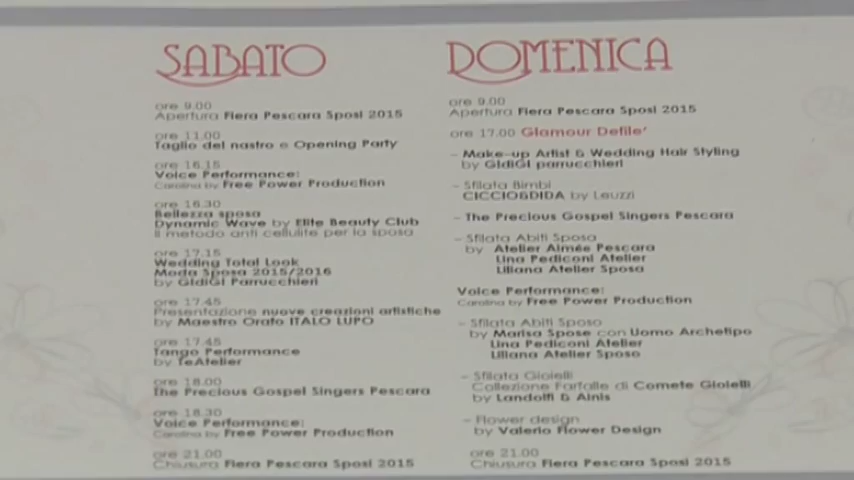 SABATO
ore 9.00
Apertura Fiera Pescara Sposi 2015
ore 11.00
Taglio del nastro e Opening Party
ore 16.15
Voice Performance:
Carolina by Free Power Production
ore 16.30
Bellezza sposa
Dynamic Wave by Elite Beauty Club
Il metodo anti cellulite per la sposa
ore 17.15
Wedding Total Look
Moda Sposa 2015/2016
by GidiGi Parrucchieri
ore 17.45
Presentazione nuove creazioni artistiche
by Maestro Orafo ITALO LUPO
ore 17.45
Tango Performance
by TeAtelier
ore 18.00
The Precious Gospel Singers Pescara
ore 18.30
Voice Performance:
Carolina by Free Power Production
ore 21.00
Chiusura Fiera Pescara Sposi 2015
DOMENICA
ore 9.00
Apertura Fiera Pescara Sposi 2015
ore 17.00 Glamour Defile'
- Make-up Artist & Wedding Hair Styling
by GidiGi parrucchieri
- Sfilata Bimbi
CICCIO&DIDA by Leuzzi
- The Precious Gospel Singers Pescara
- Sfilata Abiti Sposa
by Atelier Aimée Pescara
Lina Pediconi Atelier
Liliana Atelier Sposa
Voice Performance:
Carolina by Free Power Production
- Sfilata Abiti Sposo
by Marisa Spose con Uomo Archetipo
Lina Pediconi Atelier
Liliana Atelier Sposo
- Sfilata Gioielli
Collezione Farfalle di Comete Gioielli
by Landolfi & Ainis
- Flower design
by Valerio Flower Design
ore 21.00
Chiusura Fiera Pescara Sposi 2015